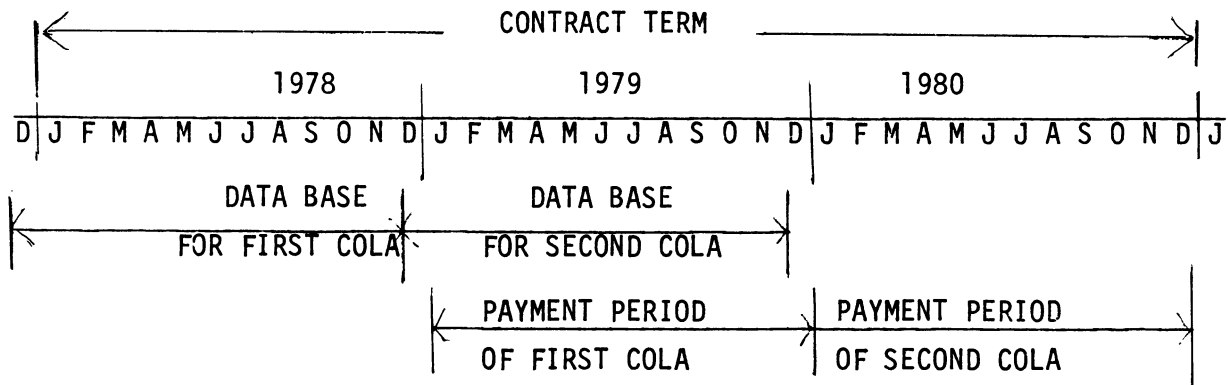 CONTRACT TERM
1978 1979 1980
D J F M A M J J A S O N D J F M A M J J A S O N D J F M A M J J A S O N D J
DATA BASE DATA BASE
FOR FIRST COLA FOR SECOND COLA
PAYMENT PERIOD PAYMENT PERIOD
OF FIRST COLA OF SECOND COLA